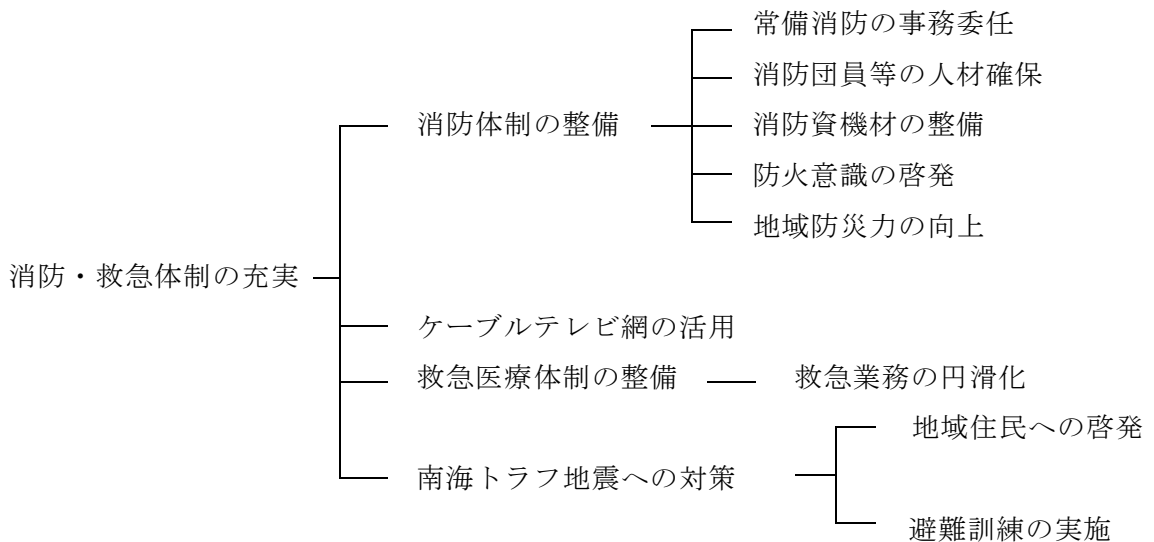 常備消防の事務委任
消防団員等の人材確保
消防体制の整備
消防資機材の整備
防火意識の啓発
地域防災力の向上
消防・救急体制の充実
ケーブルテレビ網の活用
救急医療体制の整備
救急業務の円滑化
地域住民への啓発
南海トラフ地震への対策
避難訓練の実施